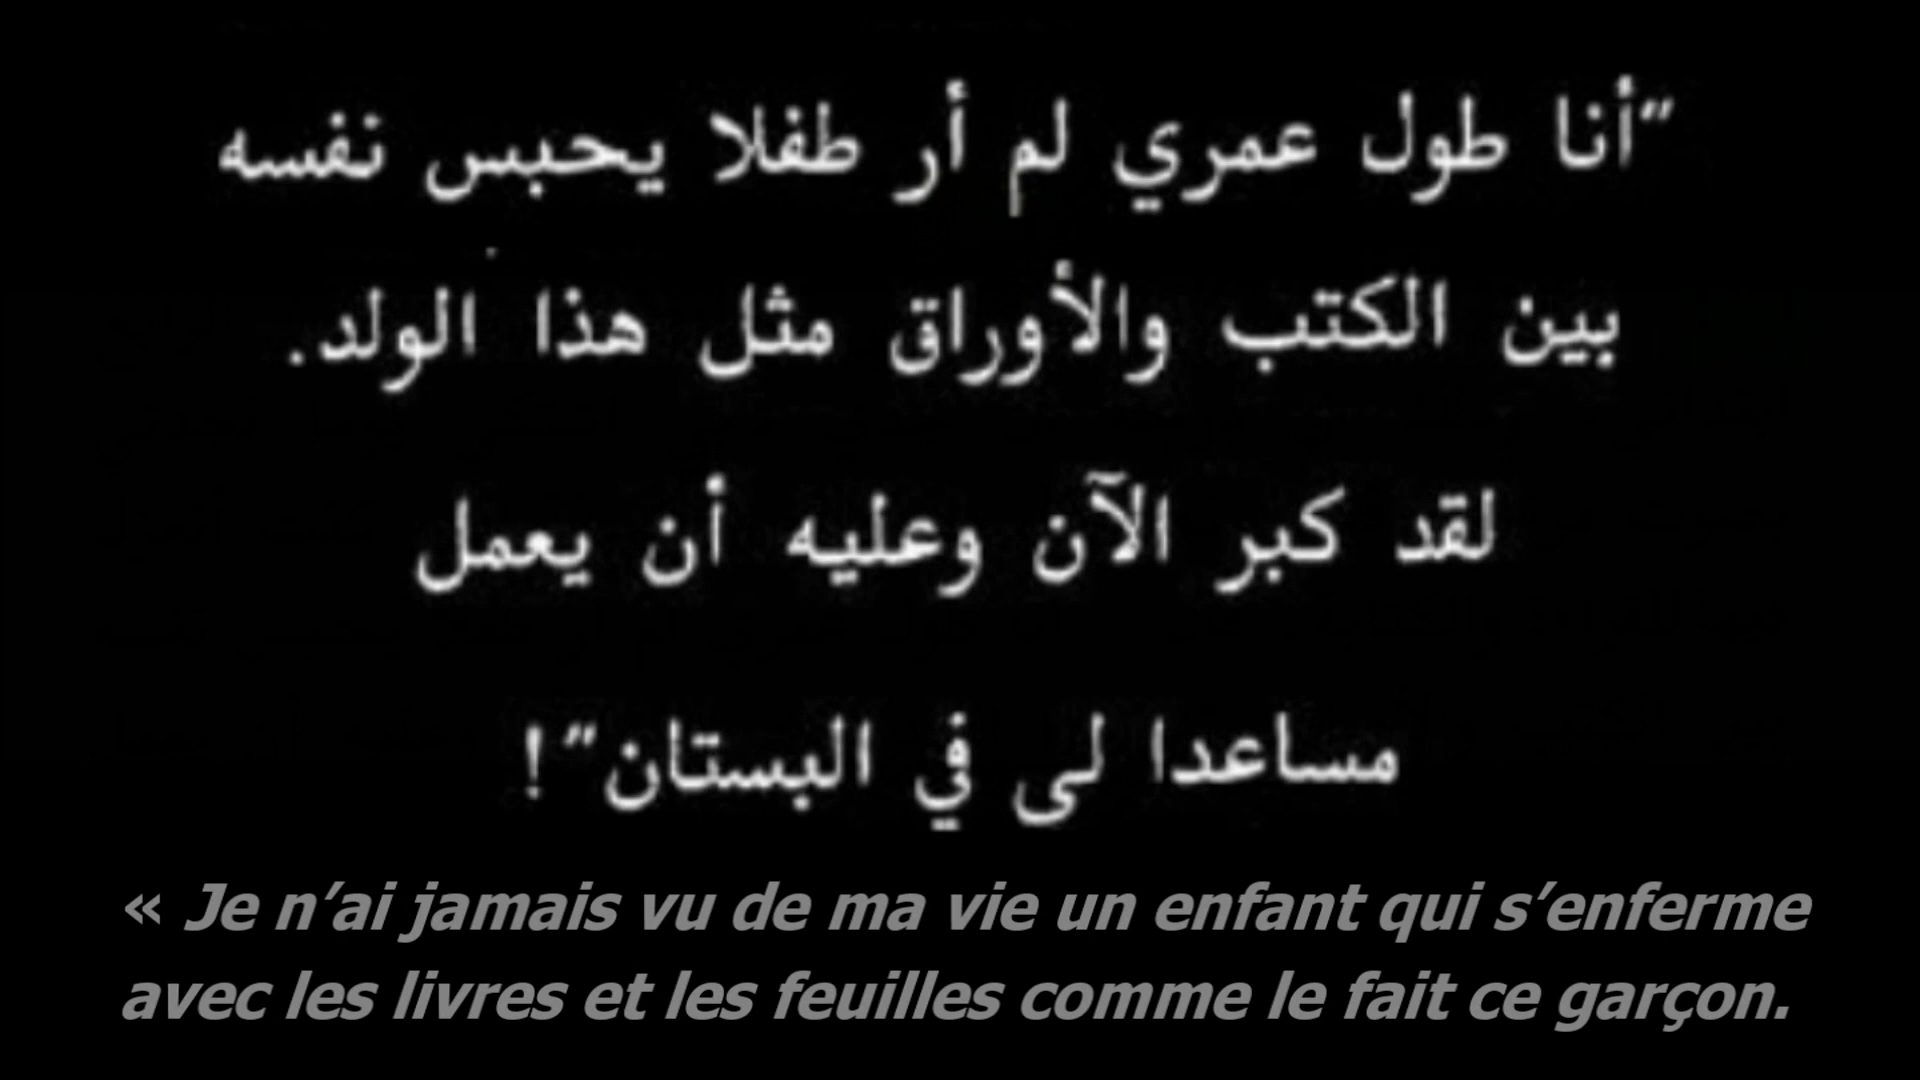 "أنا طول عمري لم أر طفلا يحبس نفسه
بين الكتب والأوراق مثل هذا الولد.
لقد كبر الآن وعليه أن يعمل
مساعدا لى في البستان"!
« Je n’ai jamais vu de ma vie un enfant qui s’enferme
avec les livres et les feuilles comme le fait ce garçon.